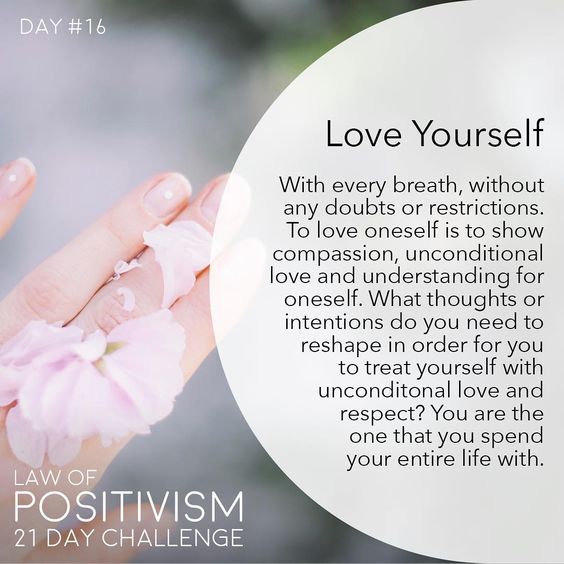 DAY #16
Love Yourself
With every breath, without
any doubts or restrictions.
To love oneself is to show
compassion, unconditional
love and understanding for
oneself. What thoughts or
intentions do you need to
reshape in order for you
to treat yourself with
unconditonal love and
respect? You are the
one that you spend
your entire life with.
LAW OF
POSITIVISM
21 DAY CHALLENGE